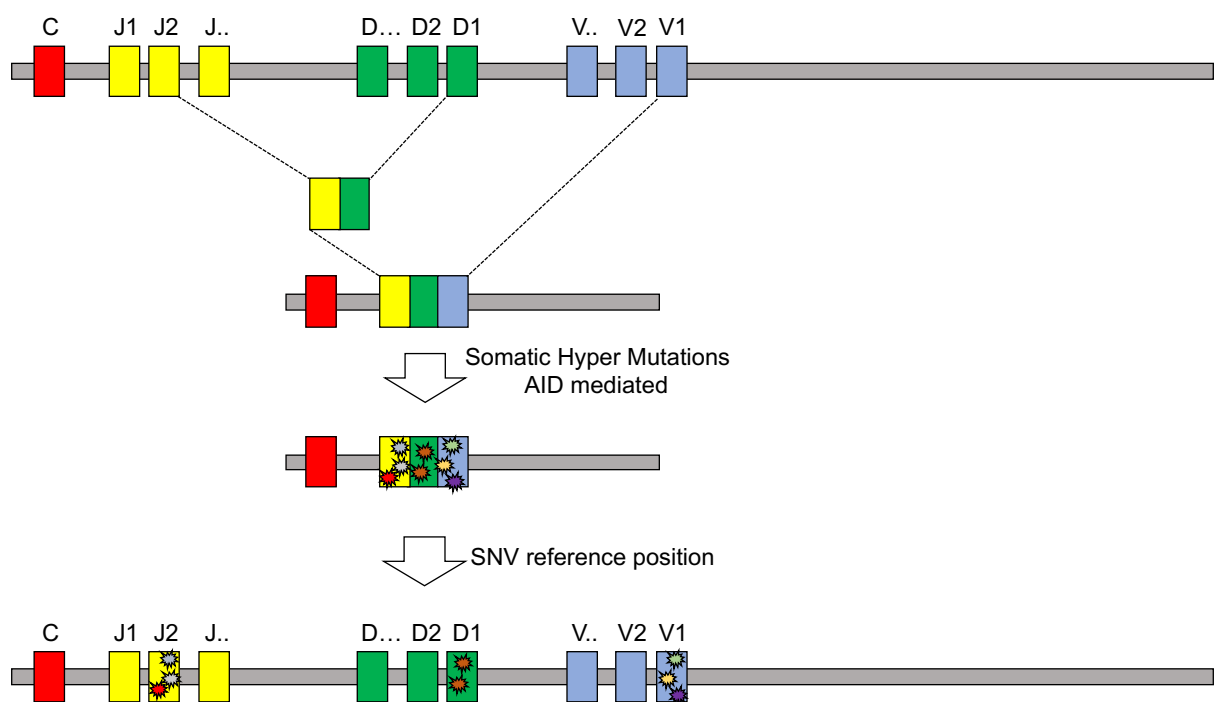 C J1 J2 J.. D... D2 D1 V.. V2 V1
Somatic Hyper Mutations
AID mediated
SNV reference position
C J1 J2 J.. D... D2 D1 V.. V2 V1